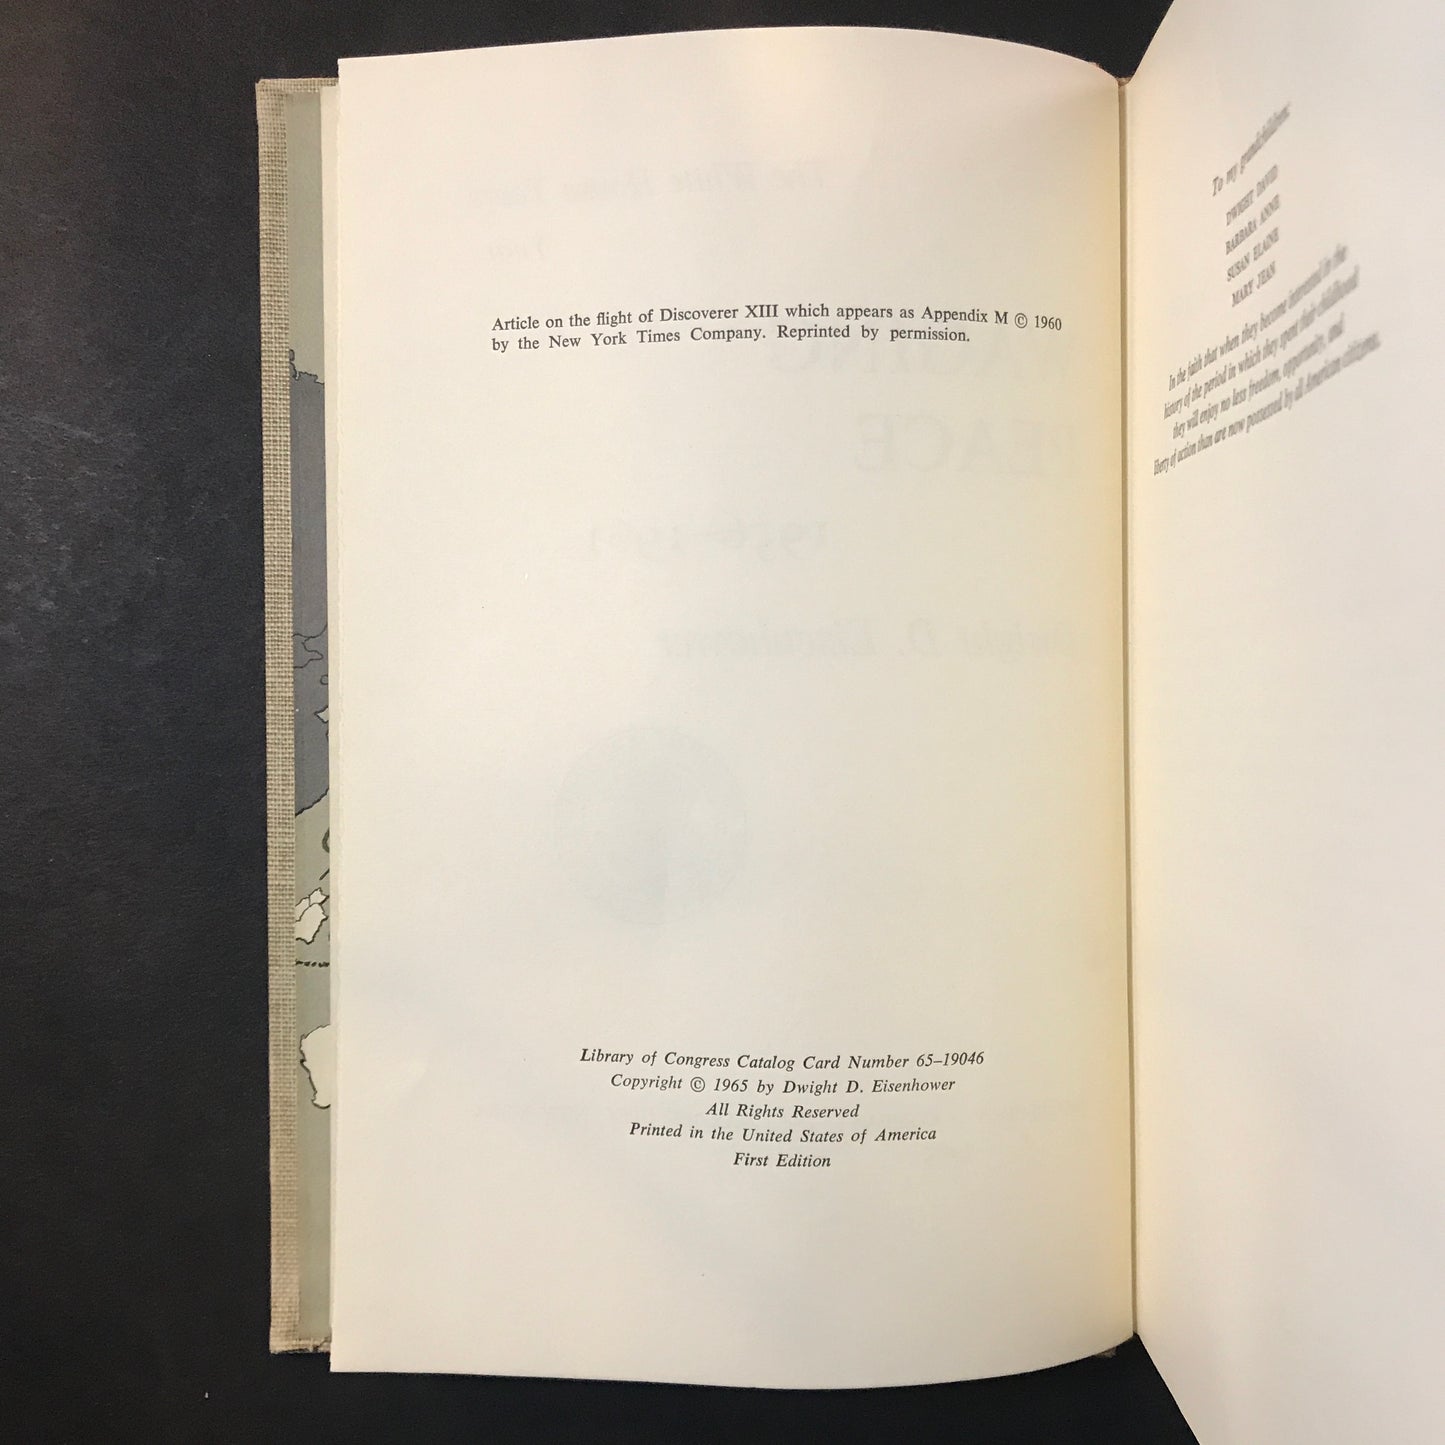 Article on the flight of Discoverer XIII which appears as Appendix M © 1960
by the New York Times Company. Reprinted by permission.
Library of Congress Catalog Card Number 65–19046
Copyright © 1965 by Dwight D. Eisenhower
All Rights Reserved
Printed in the United States of America
First Edition
To my grandchildren:
DWIGHT DAVID
BARBARA ANNE
SUSAN ELAINE
MARY JEAN
In the faith that when they become interested in the
history of the period in which they spent their childhood
they will enjoy no less freedom, opportunity, and
liberty of action than are now possessed by all American citizens.